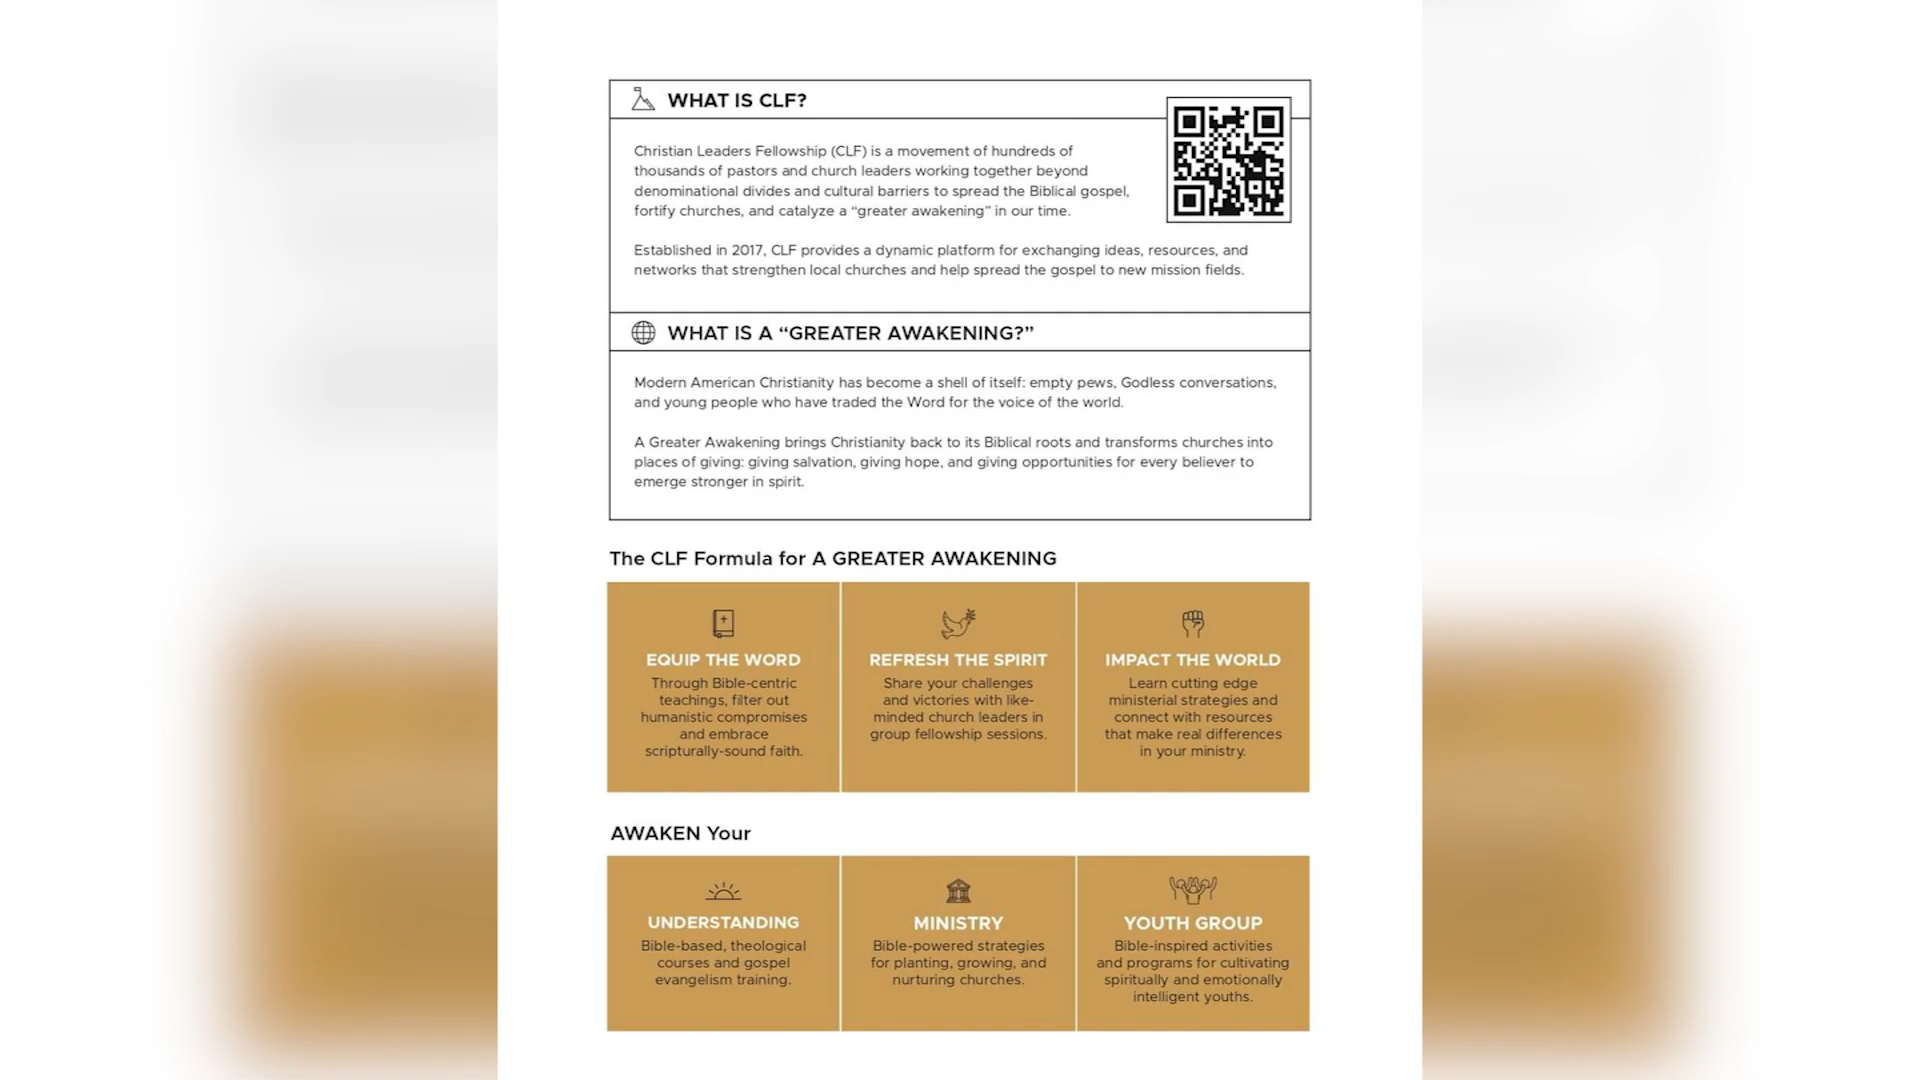 WHAT IS CLF?
Christian Leaders Fellowship (CLF) is a movement of hundreds of
thousands of pastors and church leaders working together beyond
denominational divides and cultural barriers to spread the Biblical gospel,
fortify churches, and catalyze a “greater awakening” in our time.
Established in 2017, CLF provides a dynamic platform for exchanging ideas, resources, and
networks that strengthen local churches and help spread the gospel to new mission fields.
WHAT IS A “GREATER AWAKENING?”
Modern American Christianity has become a shell of itself: empty pews, Godless conversations,
and young people who have traded the Word for the voice of the world.
A Greater Awakening brings Christianity back to its Biblical roots and transforms churches into
places of giving: giving salvation, giving hope, and giving opportunities for every believer to
emerge stronger in spirit.
The CLF Formula for A GREATER AWAKENING
EQUIP THE WORD
Through Bible-centric
teachings, filter out
humanistic compromises
and embrace
scripturally-sound faith.
REFRESH THE SPIRIT
Share your challenges
and victories with like-
minded church leaders in
group fellowship sessions.
IMPACT THE WORLD
Learn cutting edge
ministerial strategies and
connect with resources
that make real differences
in your ministry.
AWAKEN Your
UNDERSTANDING
Bible-based, theological
courses and gospel
evangelism training.
MINISTRY
Bible-powered strategies
for planting, growing, and
nurturing churches.
YOUTH GROUP
Bible-inspired activities
and programs for cultivating
spiritually and emotionally
intelligent youths.